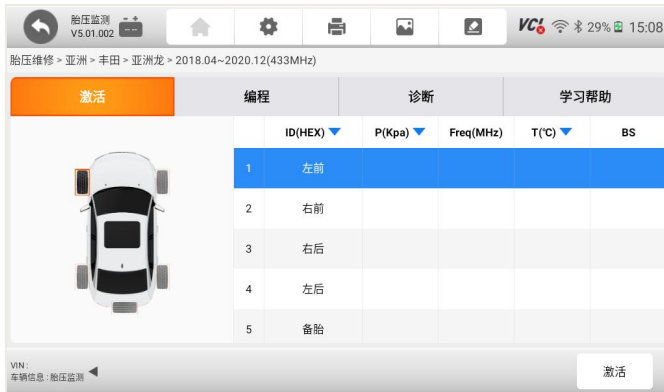 胎压监测
V5.01.002
VCI 29% 15:08
胎压维修 > 亚洲 > 丰田 > 亚洲龙 > 2018.04~2020.12(433MHz)
激活 编程 诊断 学习帮助
ID(HEX) P(Kpa) Freq(MHz) T(℃) BS
1 左前
2 右前
3 右后
4 左后
5 备胎
VIN :
车辆信息 : 胎压监测
激活